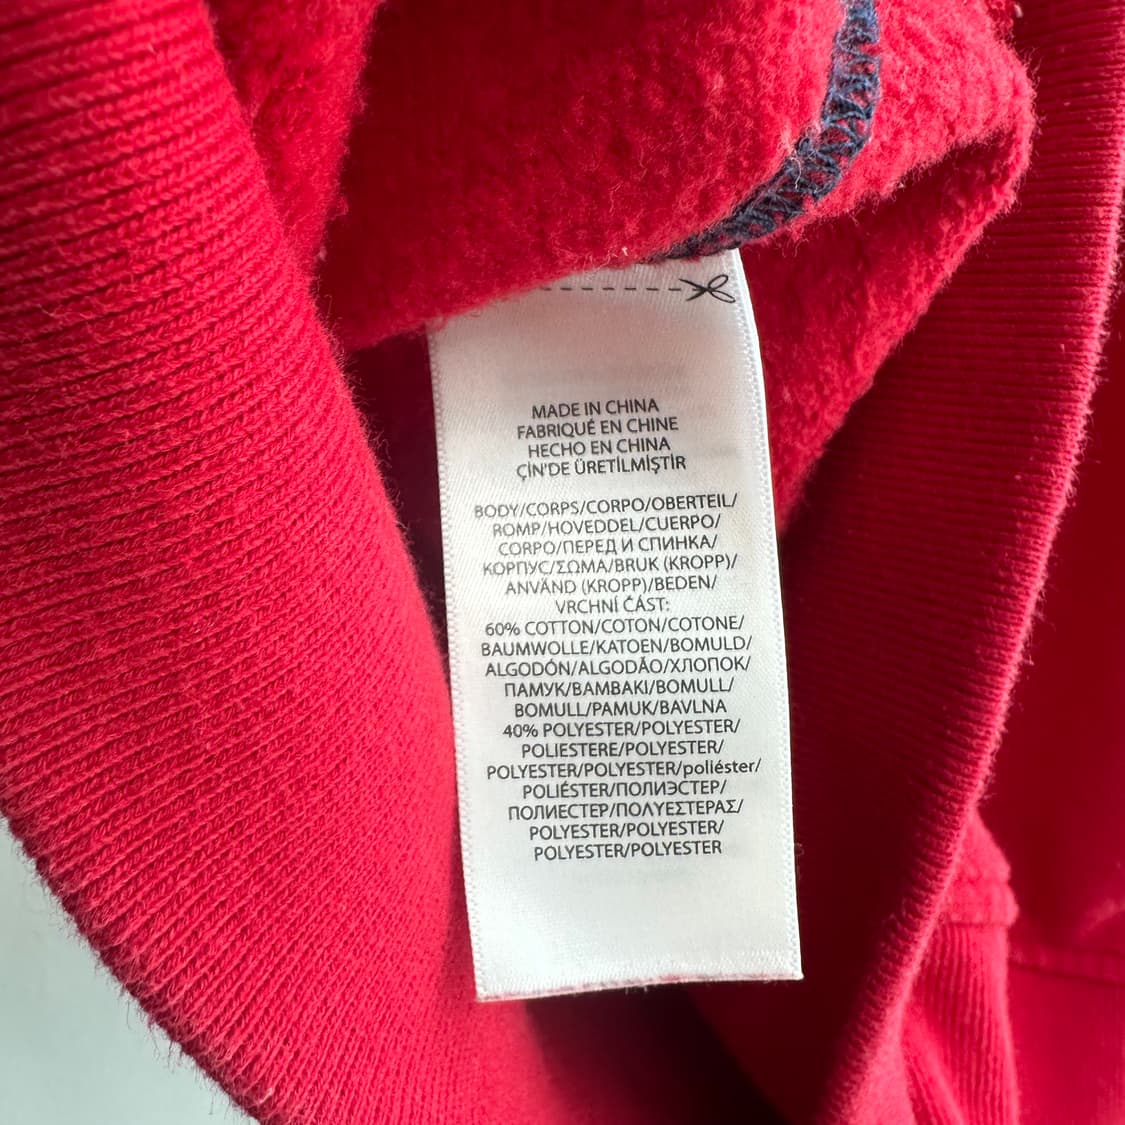 MADE IN CHINA
FABRIQUÉ EN CHINE
HECHO EN CHINA
ÇİN'DE ÜRETİLMİŞTİR
BODY/CORPS/CORPO/OBERTEIL/
ROMP/HOVEDDEL/CUERPO/
CORPO/ПЕРЕД И СПИНКА/
КОРПУС/ΣΩΜΑ/BRUK (KROPP)/
ANVÄND (KROPP)/BEDEN/
VRCHNÍ ČÁST:
60% COTTON/COTON/COTONE/
BAUMWOLLE/KATOEN/BOMULD/
ALGODÓN/ALGODÃO/ХЛОПОК/
ПАМУК/ΒΑΜΒΑΚΙ/BOMULL/
BOMULL/PAMUK/BAVLNA
40% POLYESTER/POLYESTER/
POLIESTERE/POLYESTER/
POLYESTER/POLYESTER/poliéster/
POLIÉSTER/ПОЛИЭСТЕР/
ПОЛИЕСТЕР/ΠΟΛΥΕΣΤΕΡΑΣ/
POLYESTER/POLYESTER/
POLYESTER/POLYESTER